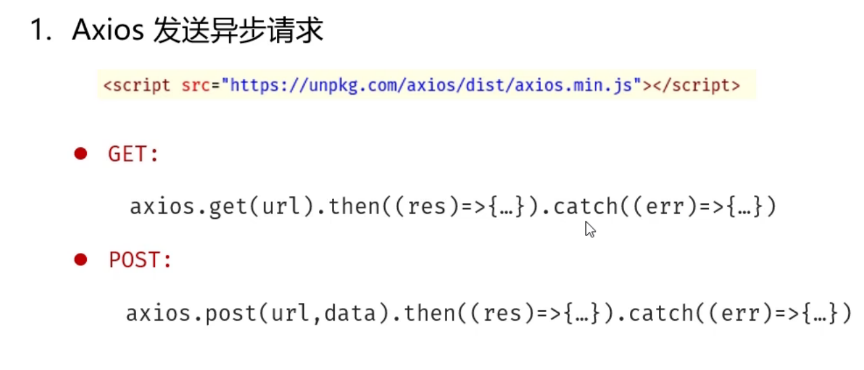 1. Axios 发送异步请求
<script src="https://unpkg.com/axios/dist/axios.min.js"></script>
● GET:
axios.get(url).then((res)=>{…}).catch((err)=>{…})
● POST:
axios.post(url,data).then((res)=>{…}).catch((err)=>{…})